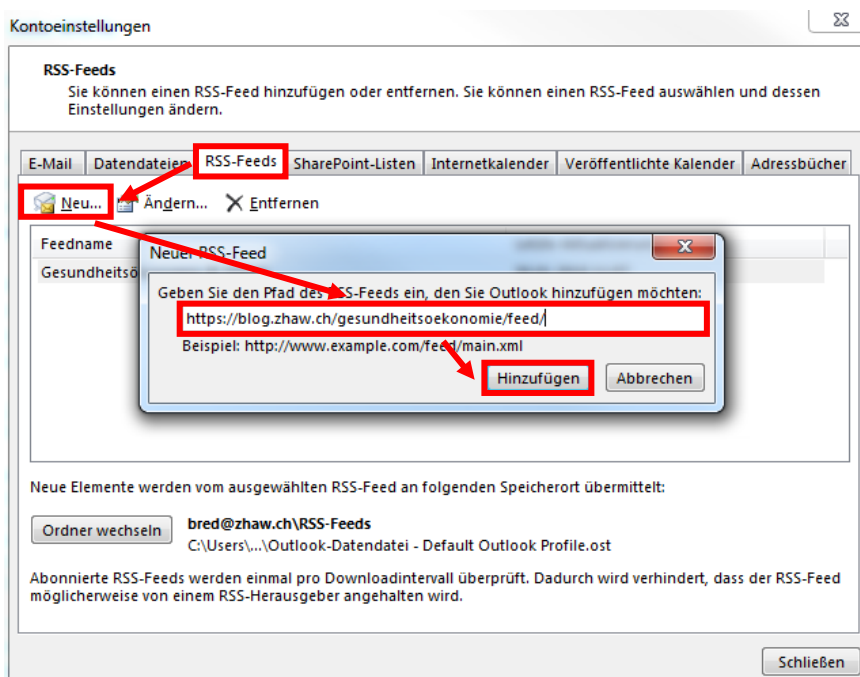 Kontoeinstellungen
RSS-Feeds
Sie können einen RSS-Feed hinzufügen oder entfernen. Sie können einen RSS-Feed auswählen und dessen
Einstellungen ändern.
E-Mail Datendateien RSS-Feeds SharePoint-Listen Internetkalender Veröffentlichte Kalender Adressbücher
Neu... Ändern... Entfernen
Feedname
Gesundheitsö
Neuer RSS-Feed
Geben Sie den Pfad des RSS-Feeds ein, den Sie Outlook hinzufügen möchten:
https://blog.zhaw.ch/gesundheitsoekonomie/feed/
Beispiel: http://www.example.com/feed/main.xml
Hinzufügen Abbrechen
Neue Elemente werden vom ausgewählten RSS-Feed an folgenden Speicherort übermittelt:
Ordner wechseln bred@zhaw.ch\RSS-Feeds
C:\Users\...\Outlook-Datendatei - Default Outlook Profile.ost
Abonnierte RSS-Feeds werden einmal pro Downloadintervall überprüft. Dadurch wird verhindert, dass der RSS-Feed
möglicherweise von einem RSS-Herausgeber angehalten wird.
Schließen